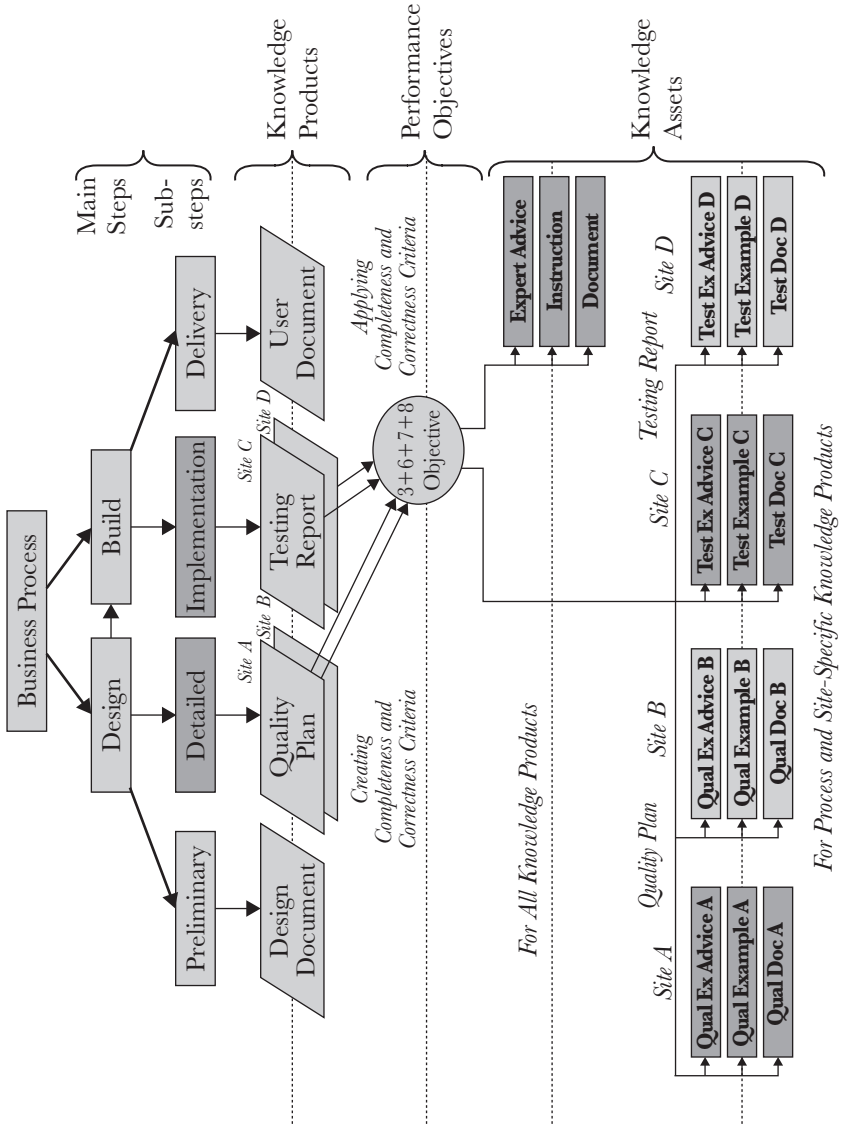 Business Process
Main
Steps
Design
Build
Sub-
steps
Preliminary
Detailed
Implementation
Delivery
Site A
Site B
Site C
Site D
Design
Document
Quality
Plan
Testing
Report
User
Document
Knowledge
Products
Creating
Completeness and
Correctness Criteria
3+6+7+8
Objective
Applying
Completeness and
Correctness Criteria
Performance
Objectives
For All Knowledge Products
Expert Advice
Instruction
Document
Knowledge
Assets
Site A
Quality Plan
Site B
Site C
Testing Report
Site D
Qual Ex Advice A
Qual Example A
Qual Doc A
Qual Ex Advice B
Qual Example B
Qual Doc B
Test Ex Advice C
Test Example C
Test Doc C
Test Ex Advice D
Test Example D
Test Doc D
For Process and Site-Specific Knowledge Products